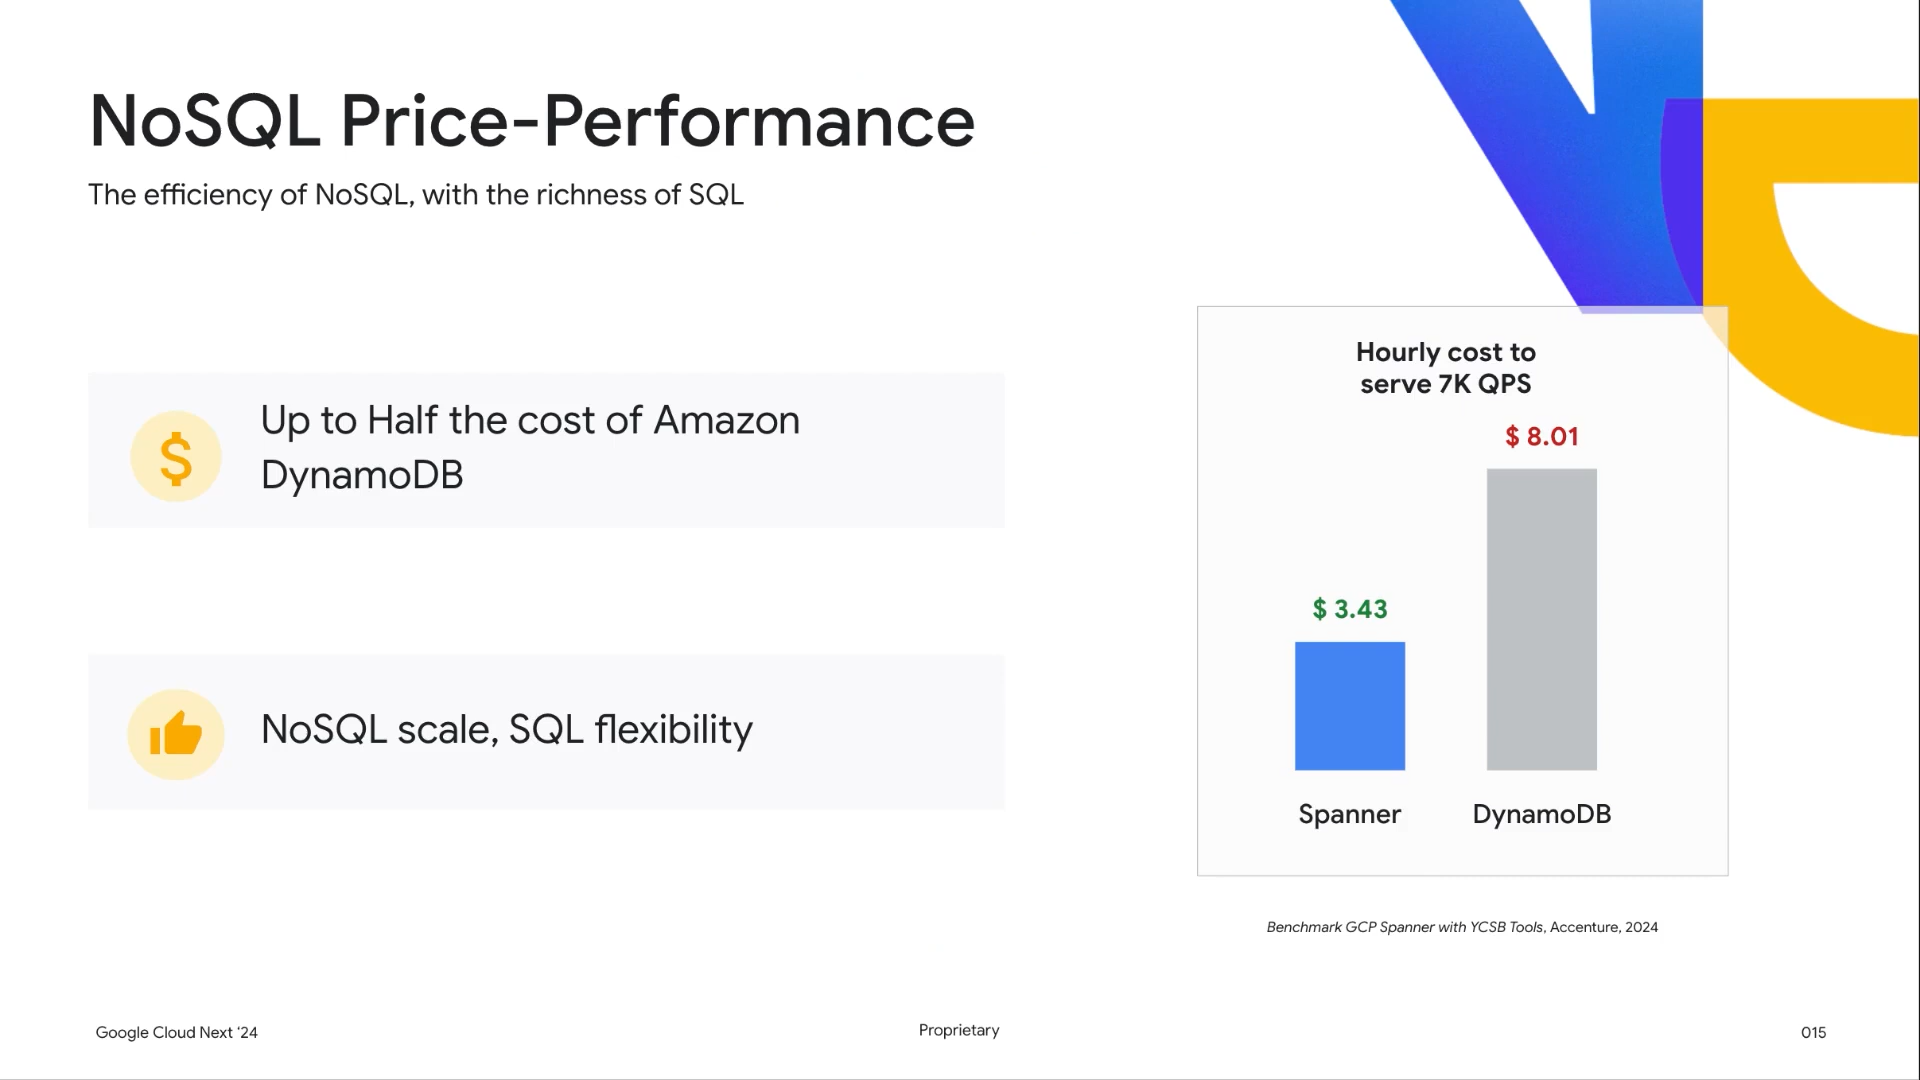 NoSQL Price-Performance
The efficiency of NoSQL, with the richness of SQL
$
Up to Half the cost of Amazon
DynamoDB
NoSQL scale, SQL flexibility
Hourly cost to
serve 7K QPS
$ 8.01
$ 3.43
Spanner
DynamoDB
Benchmark GCP Spanner with YCSB Tools, Accenture, 2024
Google Cloud Next ‘24
Proprietary
015